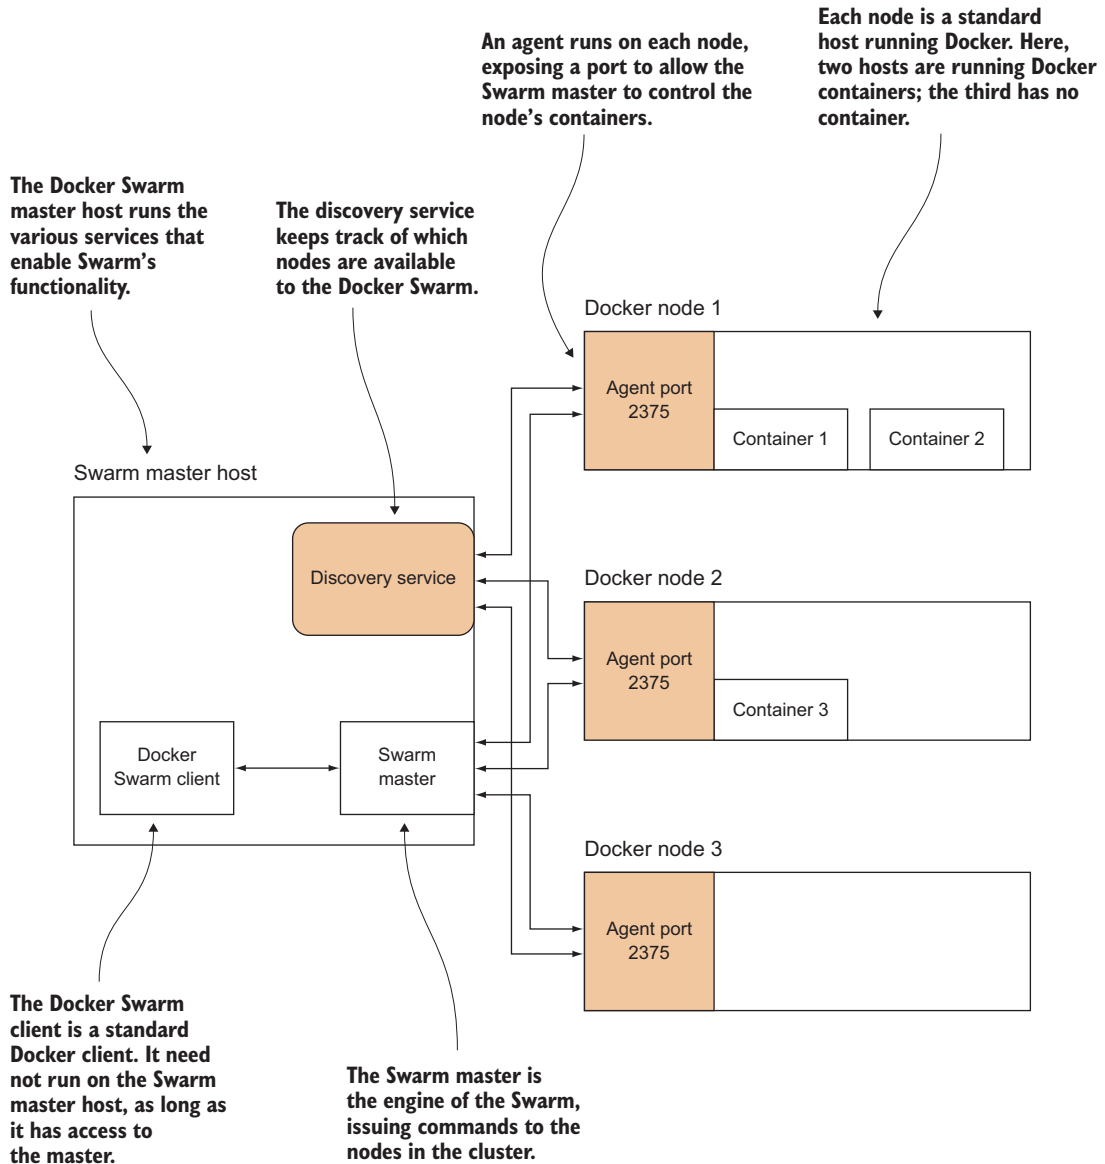 Each node is a standard
host running Docker. Here,
two hosts are running Docker
containers; the third has no
container.
An agent runs on each node,
exposing a port to allow the
Swarm master to control the
node's containers.
The Docker Swarm
master host runs the
various services that
enable Swarm's
functionality.
The discovery service
keeps track of which
nodes are available
to the Docker Swarm.
Docker node 1
Agent port
2375
Container 1
Container 2
Swarm master host
Discovery service
Docker node 2
Agent port
2375
Container 3
Docker
Swarm client
Swarm
master
Docker node 3
Agent port
2375
The Docker Swarm
client is a standard
Docker client. It need
not run on the Swarm
master host, as long as
it has access to
the master.
The Swarm master is
the engine of the Swarm,
issuing commands to the
nodes in the cluster.